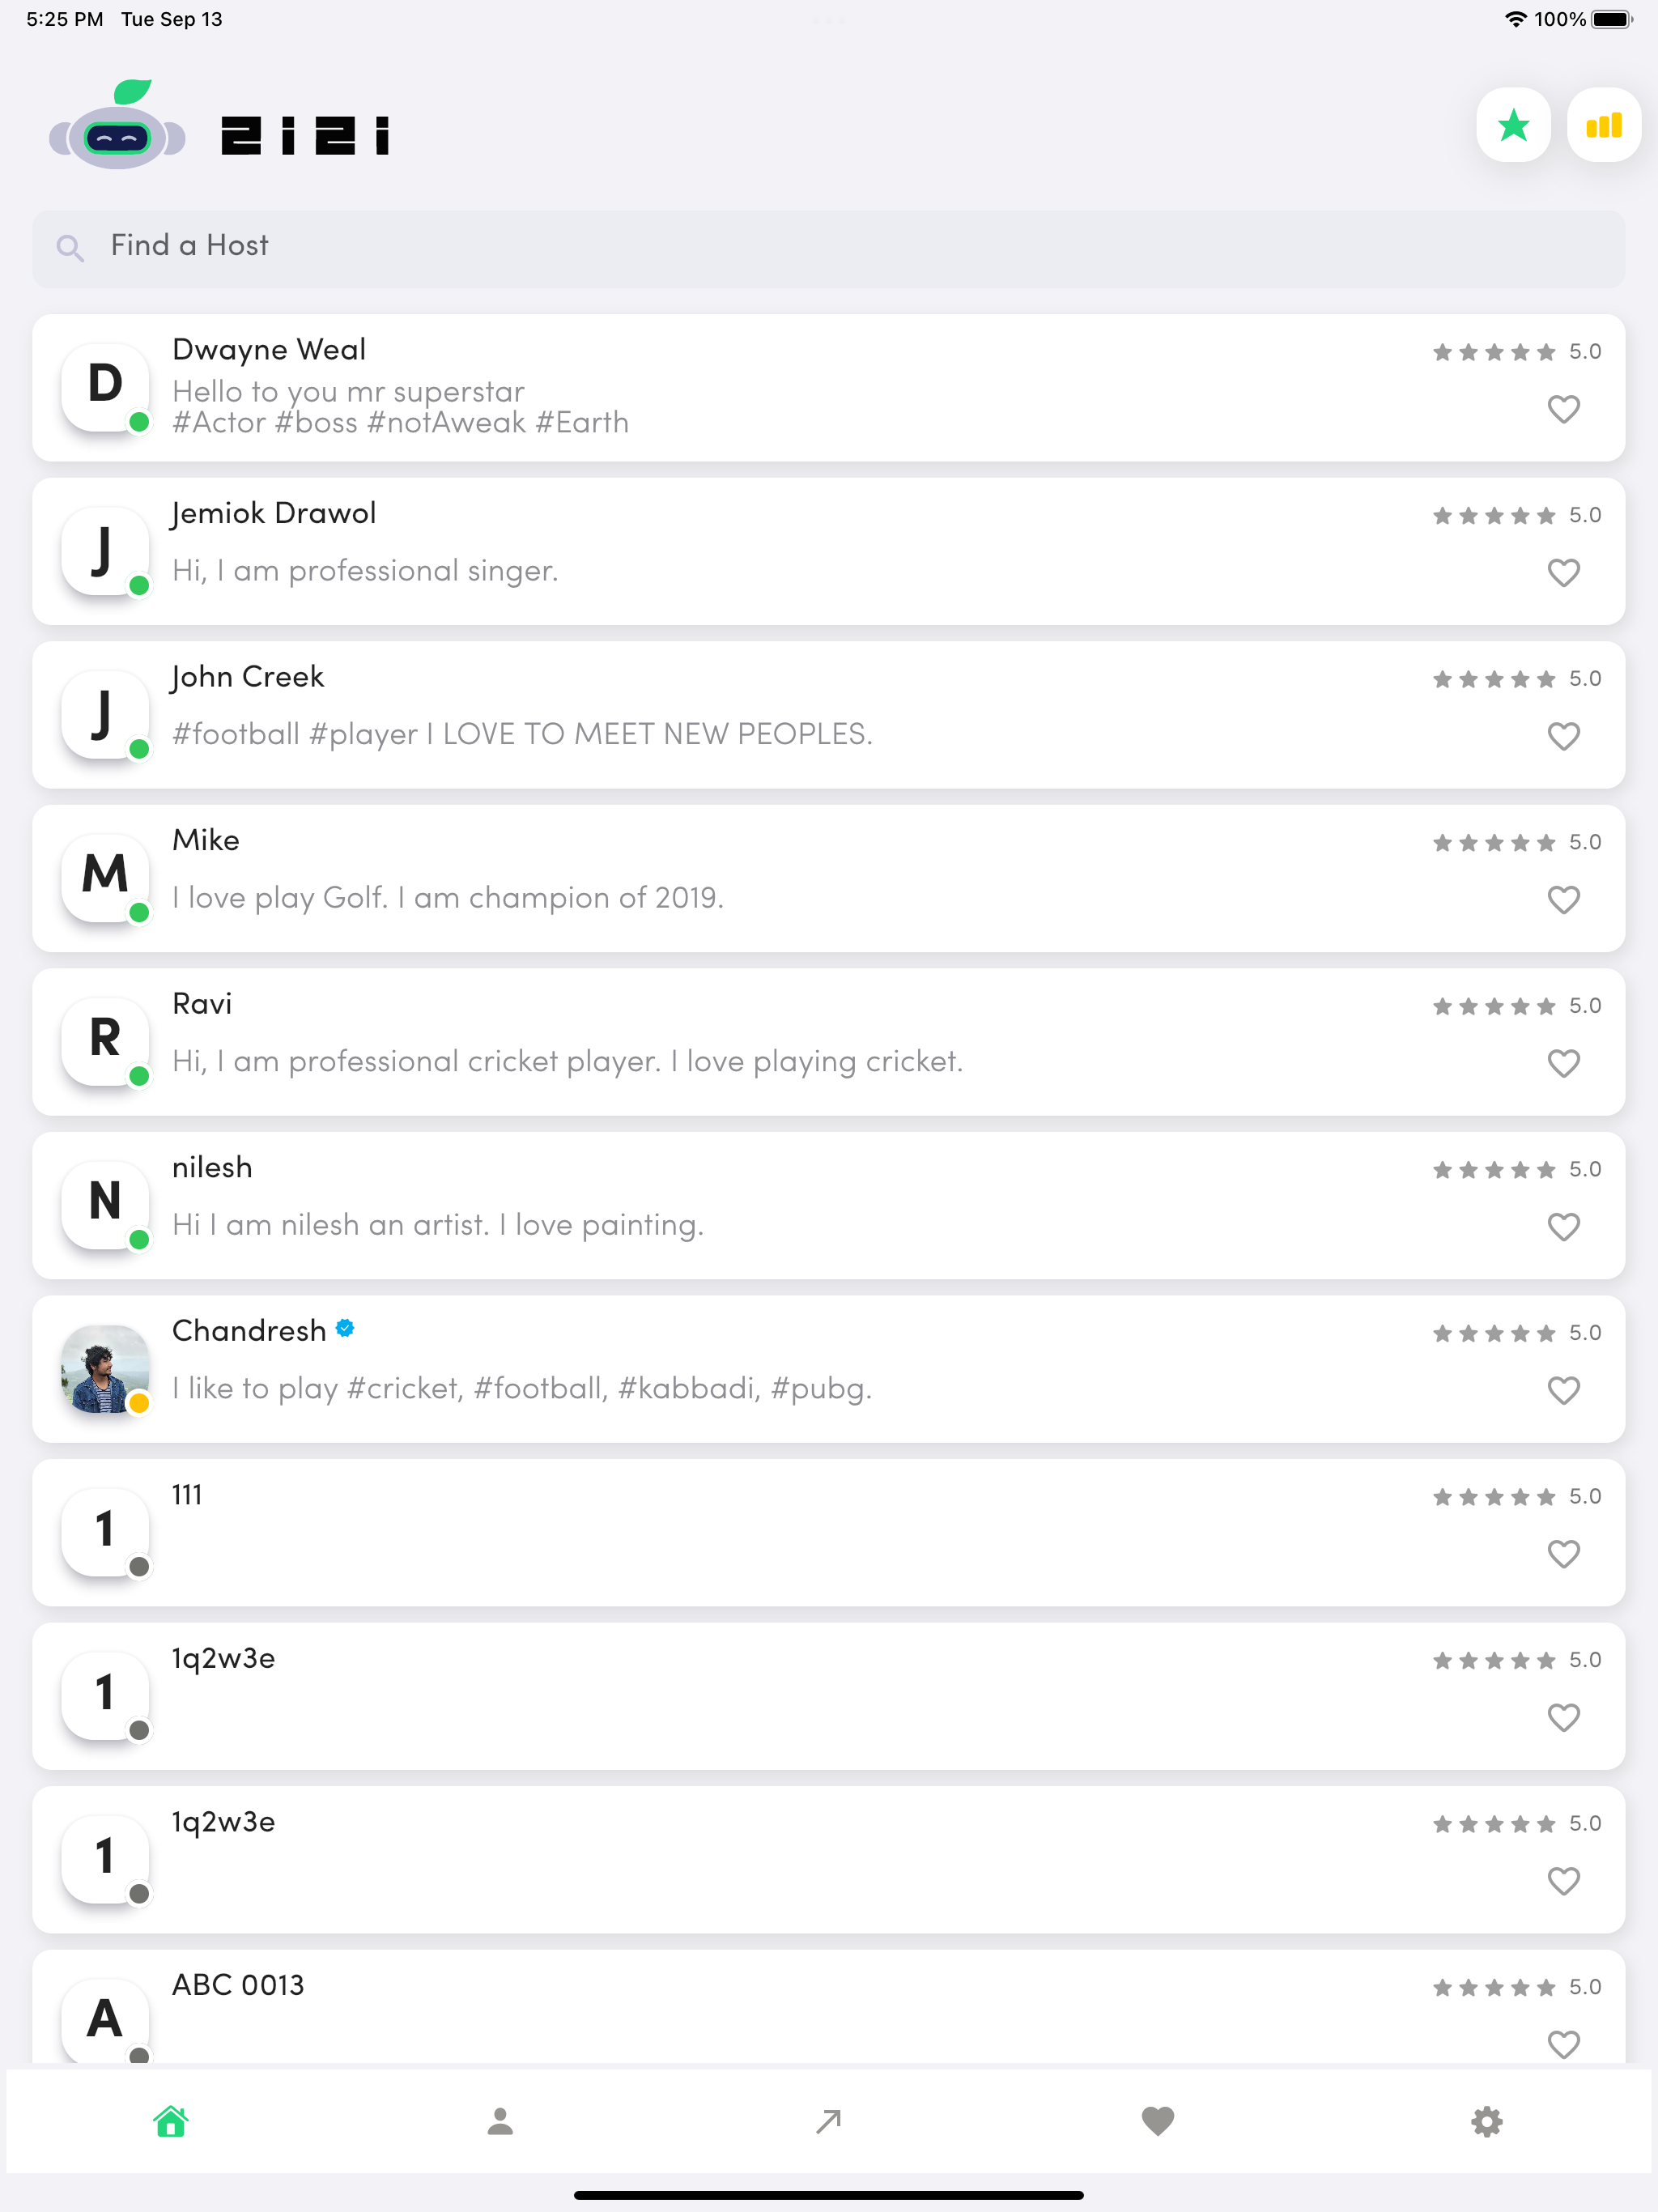 5:25 PM Tue Sep 13
100%
zizi
Find a Host
D
Dwayne Weal
5.0
Hello to you mr superstar
#Actor #boss #notAweak #Earth
J
Jemiok Drawol
5.0
Hi, I am professional singer.
J
John Creek
5.0
#football #player I LOVE TO MEET NEW PEOPLES.
M
Mike
5.0
I love play Golf. I am champion of 2019.
R
Ravi
5.0
Hi, I am professional cricket player. I love playing cricket.
N
nilesh
5.0
Hi I am nilesh an artist. I love painting.
Chandresh
5.0
I like to play #cricket, #football, #kabbadi, #pubg.
1
111
5.0
1
1q2w3e
5.0
1
1q2w3e
5.0
A
ABC 0013
5.0